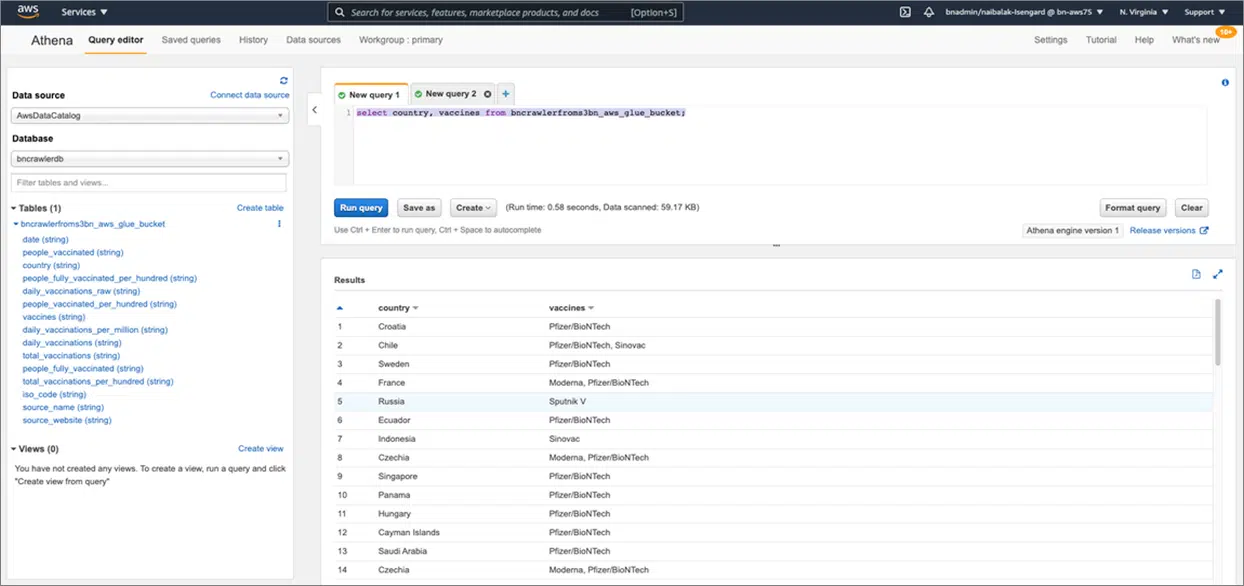 aws Services Search for services, features, marketplace products, and docs [Option+S] bnadmin/naibalak-Isengard @ bn-aws75 N. Virginia Support
Athena Query editor Saved queries History Data sources Workgroup : primary Settings Tutorial Help What's new 10+
Data source Connect data source
AwsDataCatalog
Database
bncrawlerdb
Filter tables and views...
Tables (1) Create table
bncrawlerfroms3bn_aws_glue_bucket
date (string)
people_vaccinated (string)
country (string)
people_fully_vaccinated_per_hundred (string)
daily_vaccinations_raw (string)
people_vaccinated_per_hundred (string)
vaccines (string)
daily_vaccinations_per_million (string)
daily_vaccinations (string)
total_vaccinations (string)
people_fully_vaccinated (string)
total_vaccinations_per_hundred (string)
iso_code (string)
source_name (string)
source_website (string)
Views (0) Create view
You have not created any views. To create a view, run a query and click
"Create view from query"
New query 1 New query 2 +
1 select country, vaccines from bncrawlerfroms3bn_aws_glue_bucket;
Run query Save as Create (Run time: 0.58 seconds, Data scanned: 59.17 KB) Format query Clear
Use Ctrl + Enter to run query, Ctrl + Space to autocomplete Athena engine version 1 Release versions
Results
country vaccines
1 Croatia Pfizer/BioNTech
2 Chile Pfizer/BioNTech, Sinovac
3 Sweden Pfizer/BioNTech
4 France Moderna, Pfizer/BioNTech
5 Russia Sputnik V
6 Ecuador Pfizer/BioNTech
7 Indonesia Sinovac
8 Czechia Moderna, Pfizer/BioNTech
9 Singapore Pfizer/BioNTech
10 Panama Pfizer/BioNTech
11 Hungary Pfizer/BioNTech
12 Cayman Islands Pfizer/BioNTech
13 Saudi Arabia Pfizer/BioNTech
14 Czechia Moderna, Pfizer/BioNTech